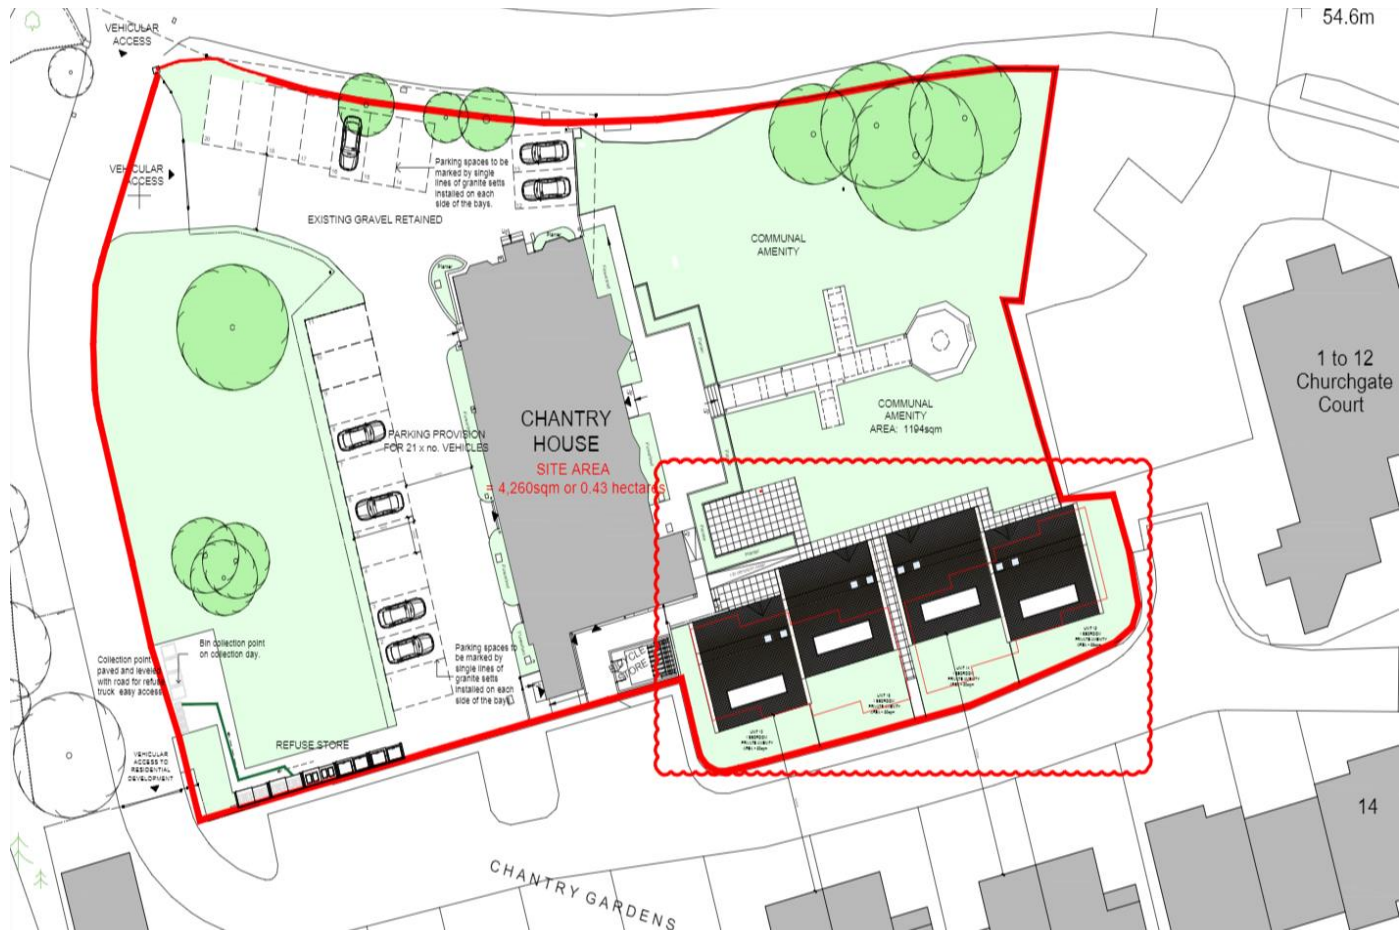 54.6m
VEHICULAR
ACCESS
VEHICULAR
ACCESS
Parking spaces to be
marked by single
lines of granite setts
installed on each
side of the bays.
EXISTING GRAVEL RETAINED
COMMUNAL
AMENITY
Planter
Planter
1 to 12
Churchgate
Court
COMMUNAL
AMENITY
AREA: 1194sqm
CHANTRY
HOUSE
SITE AREA
= 4,260sqm or 0.43 hectares
PARKING PROVISION
FOR 21 x no. VEHICLES
Planter
Bin collection point
on collection day.
Collection point
paved and leveled
with road for refuse
truck easy access
Parking spaces to
be marked by
single lines of
granite setts
installed on each
side of the bays.
CYCLE
STORE
REFUSE STORE
VEHICULAR
ACCESS TO
RESIDENTIAL
DEVELOPMENT
14
CHANTRY GARDENS